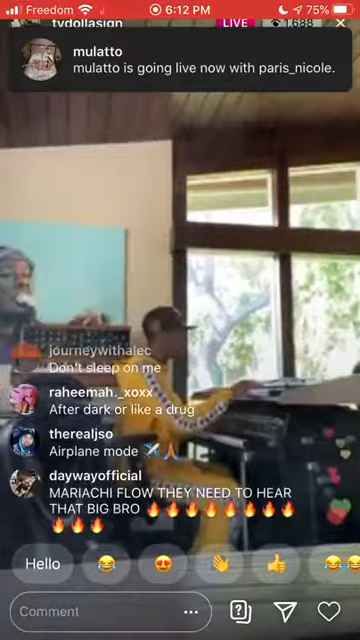 Freedom 6:12 PM 75%
tydollasign LIVE 1,688
mulatto
mulatto is going live now with paris_nicole.
journeywithalec
Don't sleep on me
raheemah._xoxx
After dark or like a drug
therealjso
Airplane mode ✈️🙏
daywayofficial
MARIACHI FLOW THEY NEED TO HEAR
THAT BIG BRO 🔥🔥🔥🔥🔥🔥🔥🔥
🔥🔥🔥
Hello
Comment